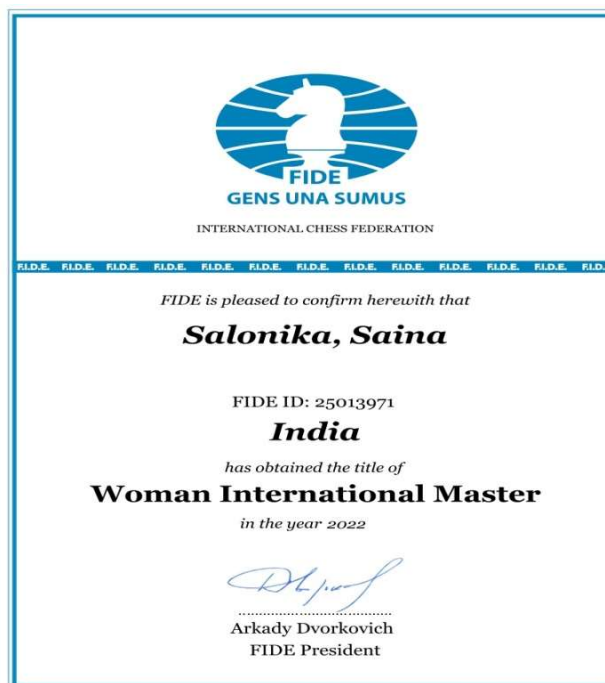 FIDE
GENS UNA SUMUS
INTERNATIONAL CHESS FEDERATION
F.I.D.E. F.I.D.E. F.I.D.E. F.I.D.E. F.I.D.E. F.I.D.E. F.I.D.E. F.I.D.E. F.I.D.E. F.I.D.E. F.I.D.E. F.I.D.E. F.I.D.
FIDE is pleased to confirm herewith that
Salonika, Saina
FIDE ID: 25013971
India
has obtained the title of
Woman International Master
in the year 2022
Arkady Dvorkovich
FIDE President